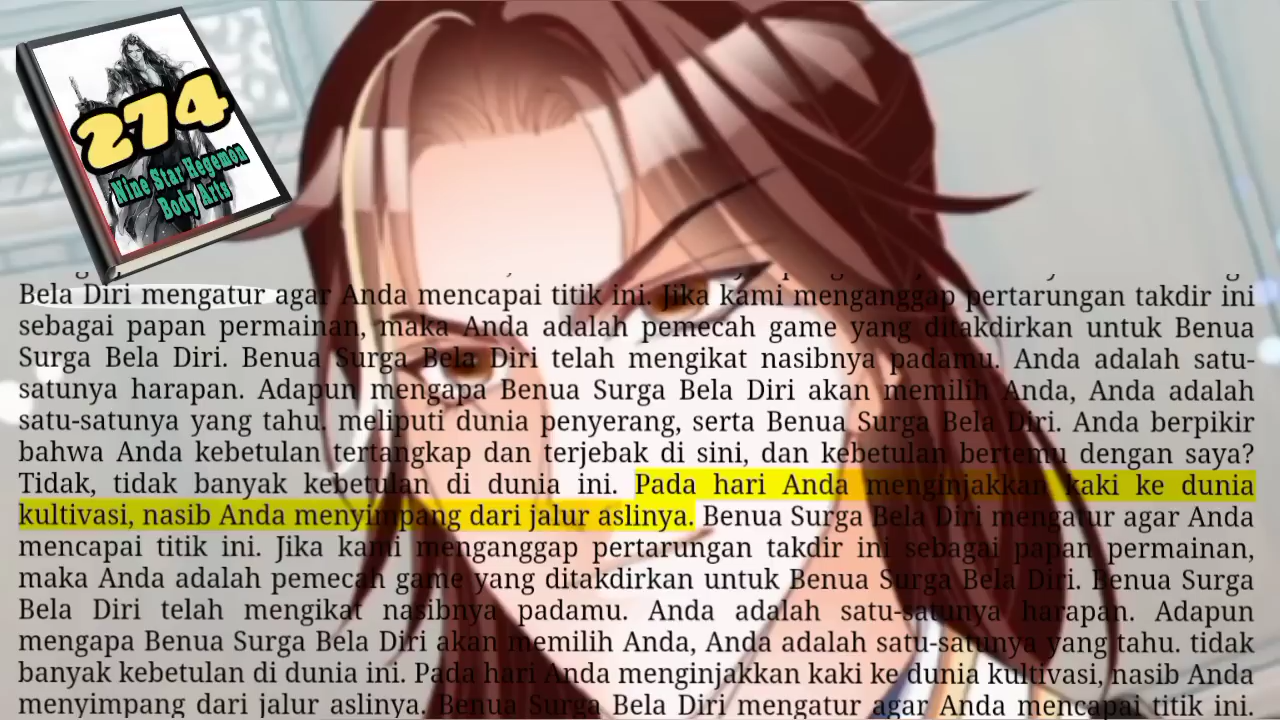 274
Nine Star Hegemon
Body Arts
Bela Diri mengatur agar Anda mencapai titik ini. Jika kami menganggap pertarungan takdir ini
sebagai papan permainan, maka Anda adalah pemecah game yang ditakdirkan untuk Benua
Surga Bela Diri. Benua Surga Bela Diri telah mengikat nasibnya padamu. Anda adalah satu-
satunya harapan. Adapun mengapa Benua Surga Bela Diri akan memilih Anda, Anda adalah
satu-satunya yang tahu. meliputi dunia penyerang, serta Benua Surga Bela Diri. Anda berpikir
bahwa Anda kebetulan tertangkap dan terjebak di sini, dan kebetulan bertemu dengan saya?
Tidak, tidak banyak kebetulan di dunia ini. Pada hari Anda menginjakkan kaki ke dunia
kultivasi, nasib Anda menyimpang dari jalur aslinya. Benua Surga Bela Diri mengatur agar Anda
mencapai titik ini. Jika kami menganggap pertarungan takdir ini sebagai papan permainan,
maka Anda adalah pemecah game yang ditakdirkan untuk Benua Surga Bela Diri. Benua Surga
Bela Diri telah mengikat nasibnya padamu. Anda adalah satu-satunya harapan. Adapun
mengapa Benua Surga Bela Diri akan memilih Anda, Anda adalah satu-satunya yang tahu. tidak
banyak kebetulan di dunia ini. Pada hari Anda menginjakkan kaki ke dunia kultivasi, nasib Anda
menyimpang dari jalur aslinya. Benua Surga Bela Diri mengatur agar Anda mencapai titik ini.